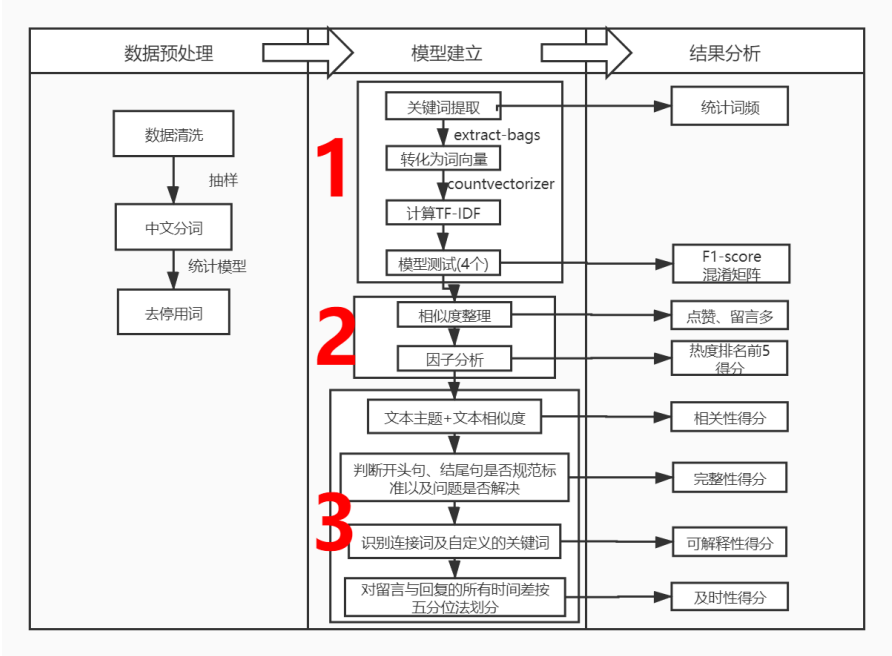 数据预处理
模型建立
结果分析
数据清洗
抽样
中文分词
统计模型
去停用词
1
关键词提取
extract-bags
转化为词向量
countvectorizer
计算TF-IDF
模型测试(4个)
2
相似度整理
因子分析
3
文本主题+文本相似度
判断开头句、结尾句是否规范标
准以及问题是否解决
识别连接词及自定义的关键词
对留言与回复的所有时间差按
五分位法划分
统计词频
F1-score
混淆矩阵
点赞、留言多
热度排名前5
得分
相关性得分
完整性得分
可解释性得分
及时性得分